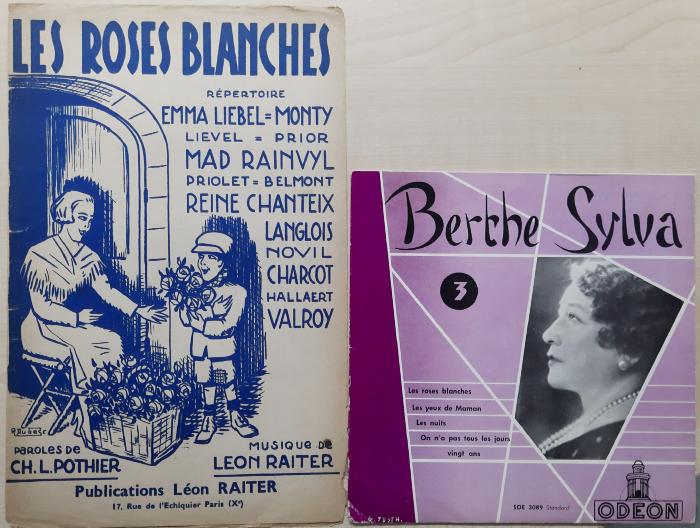 LES ROSES BLANCHES
RÉPERTOIRE
EMMA LIEBEL=MONTY
LIEVEL = PRIOR
MAD RAINVYL
PRIOLET=BELMONT
REINE CHANTEIX
LANGLOIS
NOVIL
CHARCOT
HALLAERT
VALROY
PAROLES DE
CH.L.POTHIER
MUSIQUE DE
LEON RAITER
Publications Léon RAITER
17, Rue de l'Echiquier Paris (Xe)
Berthe Sylva
3
Les roses blanches
Les yeux de Maman
Les nuits
On n'a pas tous les jours
vingt ans
SOE 3089 Standard
ODEON